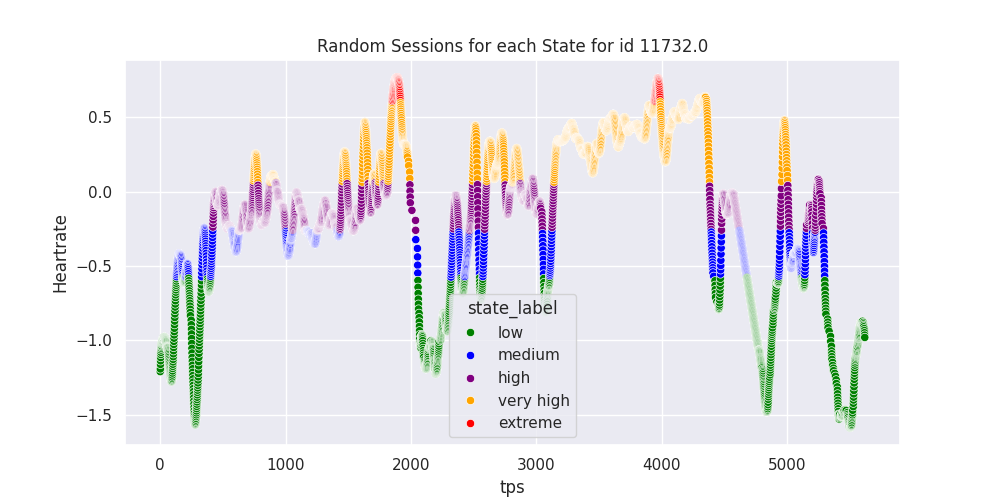 Random Sessions for each State for id 11732.0
Heartrate
0.5
0.0
−0.5
−1.0
−1.5
state_label
low
medium
high
very high
extreme
0 1000 2000 3000 4000 5000
tps